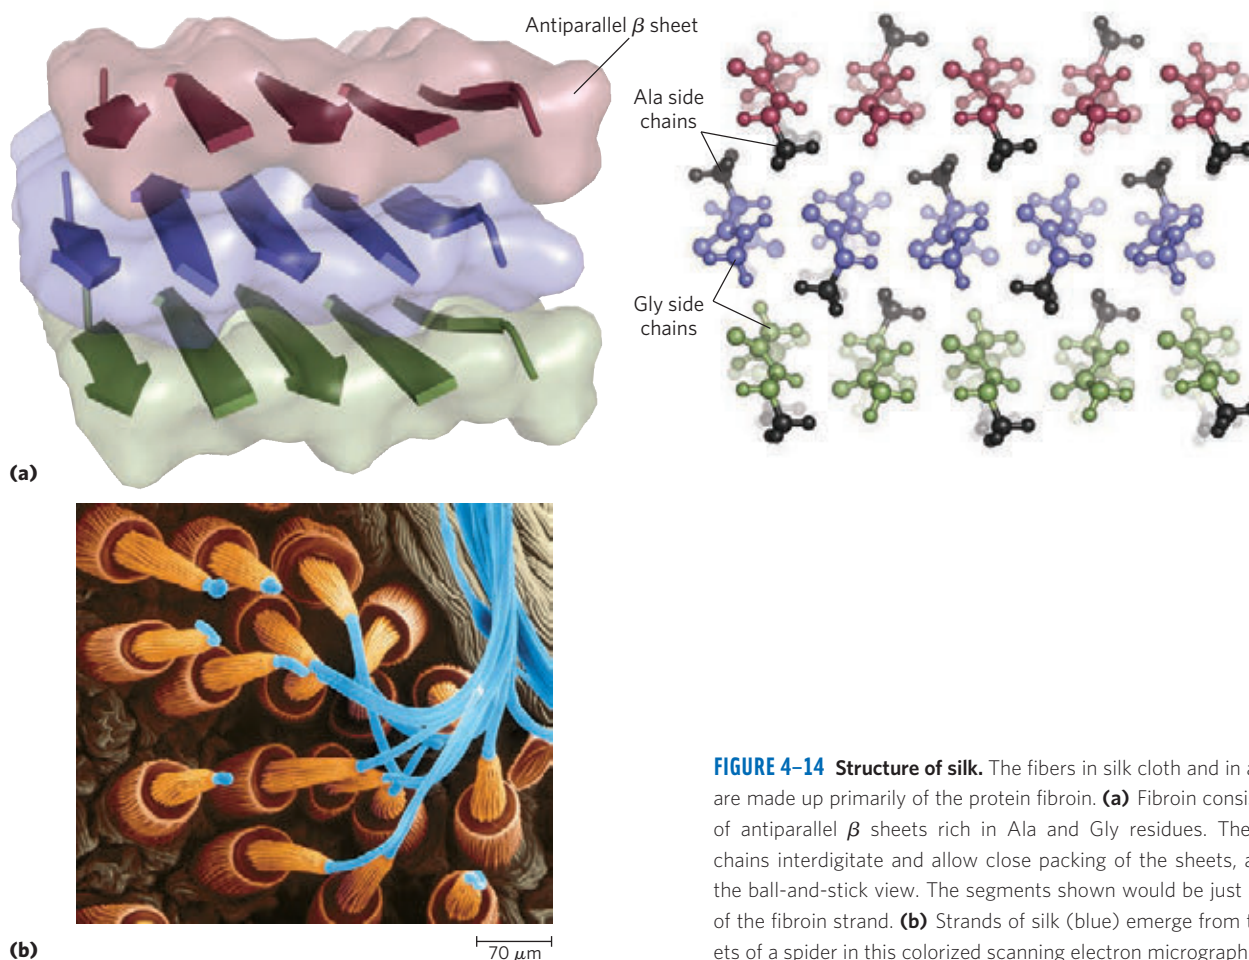 Antiparallel β sheet
Ala side
chains
Gly side
chains
(a)
(b)
70 μm
FIGURE 4–14 Structure of silk. The fibers in silk cloth and in a
are made up primarily of the protein fibroin. (a) Fibroin consi
of antiparallel β sheets rich in Ala and Gly residues. The
chains interdigitate and allow close packing of the sheets, a
the ball-and-stick view. The segments shown would be just
of the fibroin strand. (b) Strands of silk (blue) emerge from t
ets of a spider in this colorized scanning electron micrograph